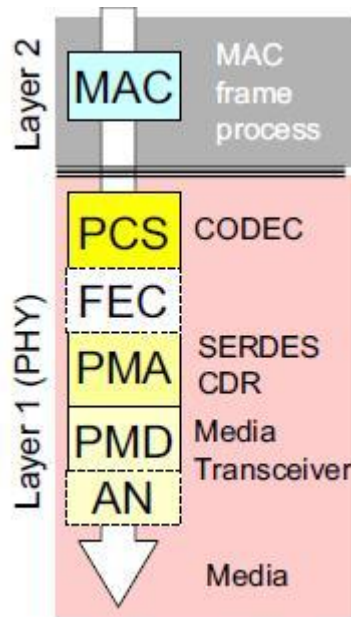 Layer 2
MAC
MAC
frame
process
Layer 1 (PHY)
PCS
CODEC
FEC
PMA
SERDES
CDR
PMD
Media
Transceiver
AN
Media